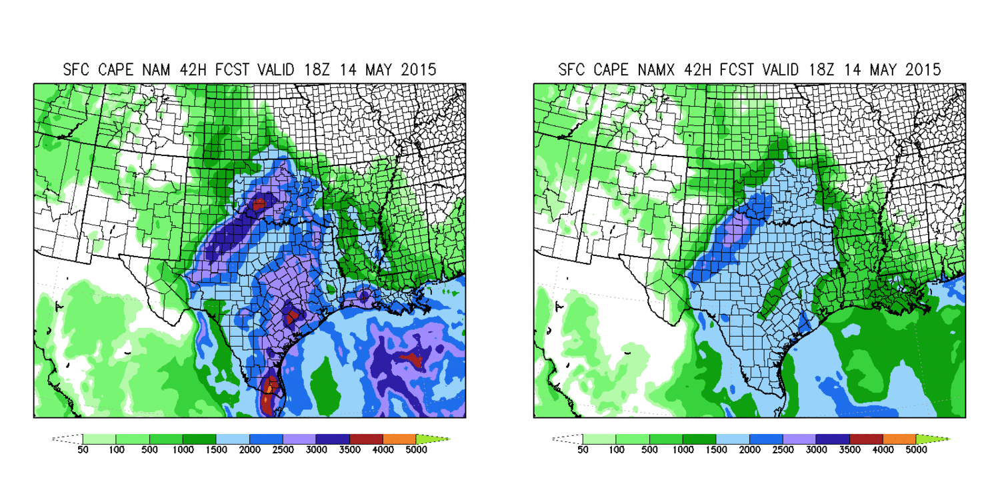 SFC CAPE NAM 42H FCST VALID 18Z 14 MAY 2015
SFC CAPE NAMX 42H FCST VALID 18Z 14 MAY 2015
50 100 500 1000 1500 2000 2500 3000 3500 4000 5000
50 100 500 1000 1500 2000 2500 3000 3500 4000 5000